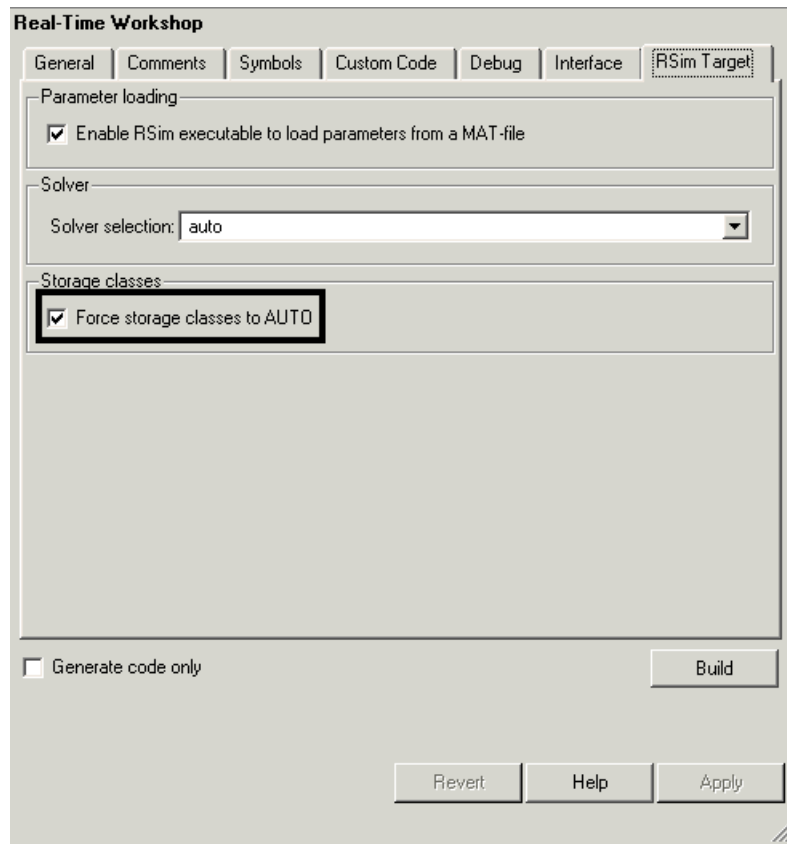 Real-Time Workshop
General Comments Symbols Custom Code Debug Interface RSim Target
Parameter loading
Enable RSim executable to load parameters from a MAT-file
Solver
Solver selection: auto
Storage classes
Force storage classes to AUTO
Generate code only Build
Revert Help Apply